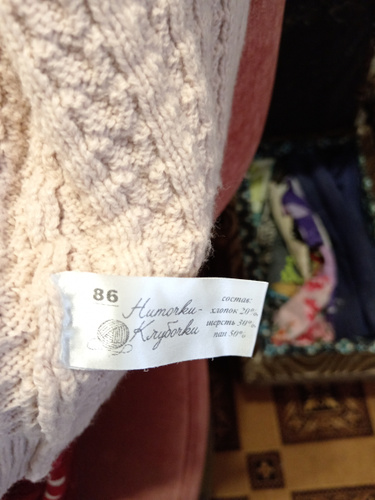 86
Ниточки-
Клубочки
состав:
хлопок 20%
шерсть 30%
пан 50%